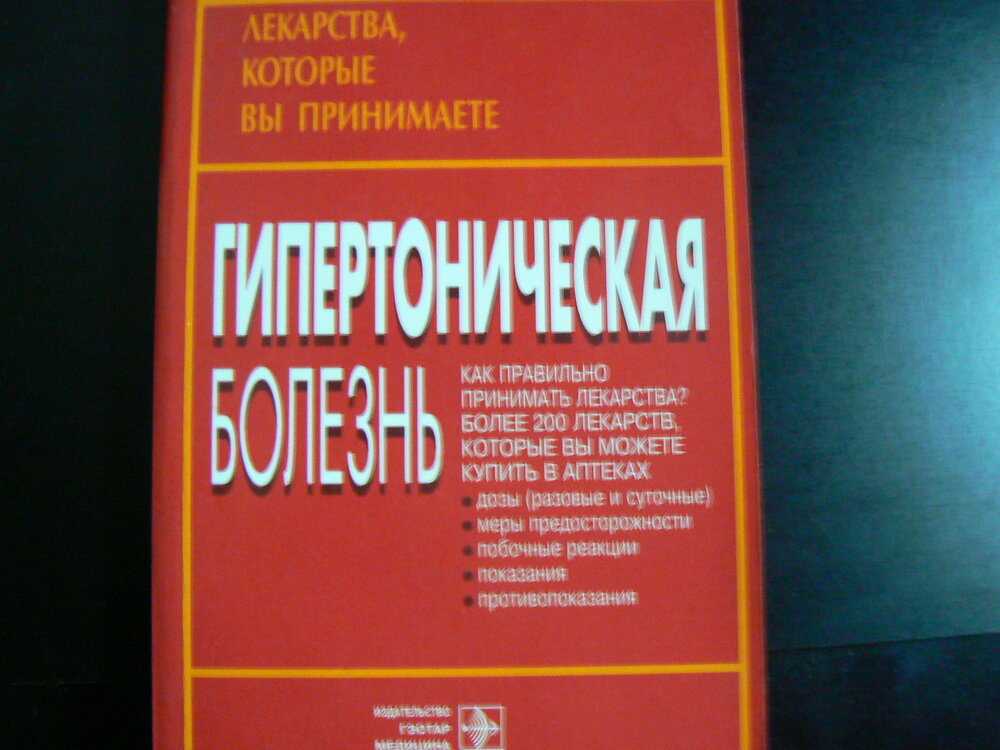 ЛЕКАРСТВА,
КОТОРЫЕ
ВЫ ПРИНИМАЕТЕ
ГИПЕРТОНИЧЕСКАЯ
БОЛЕЗНЬ
КАК ПРАВИЛЬНО
ПРИНИМАТЬ ЛЕКАРСТВА?
БОЛЕЕ 200 ЛЕКАРСТВ,
КОТОРЫЕ ВЫ МОЖЕТЕ
КУПИТЬ В АПТЕКАХ
• дозы (разовые и суточные)
• меры предосторожности
• побочные реакции
• показания
• противопоказания
ИЗДАТЕЛЬСТВО
ГЭОТАР
МЕДИЦИНА